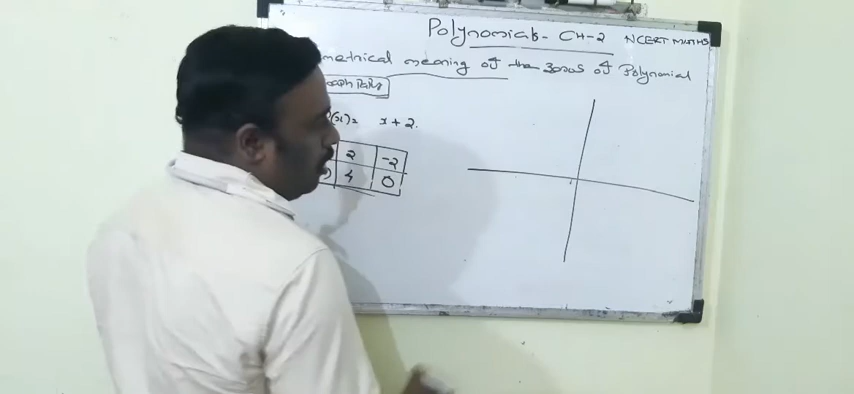 Polynomials - CH-2 NCERT MATHS
metrical meaning of the zeros of Polynomial
(x)= x + 2.
2 -2
4 0